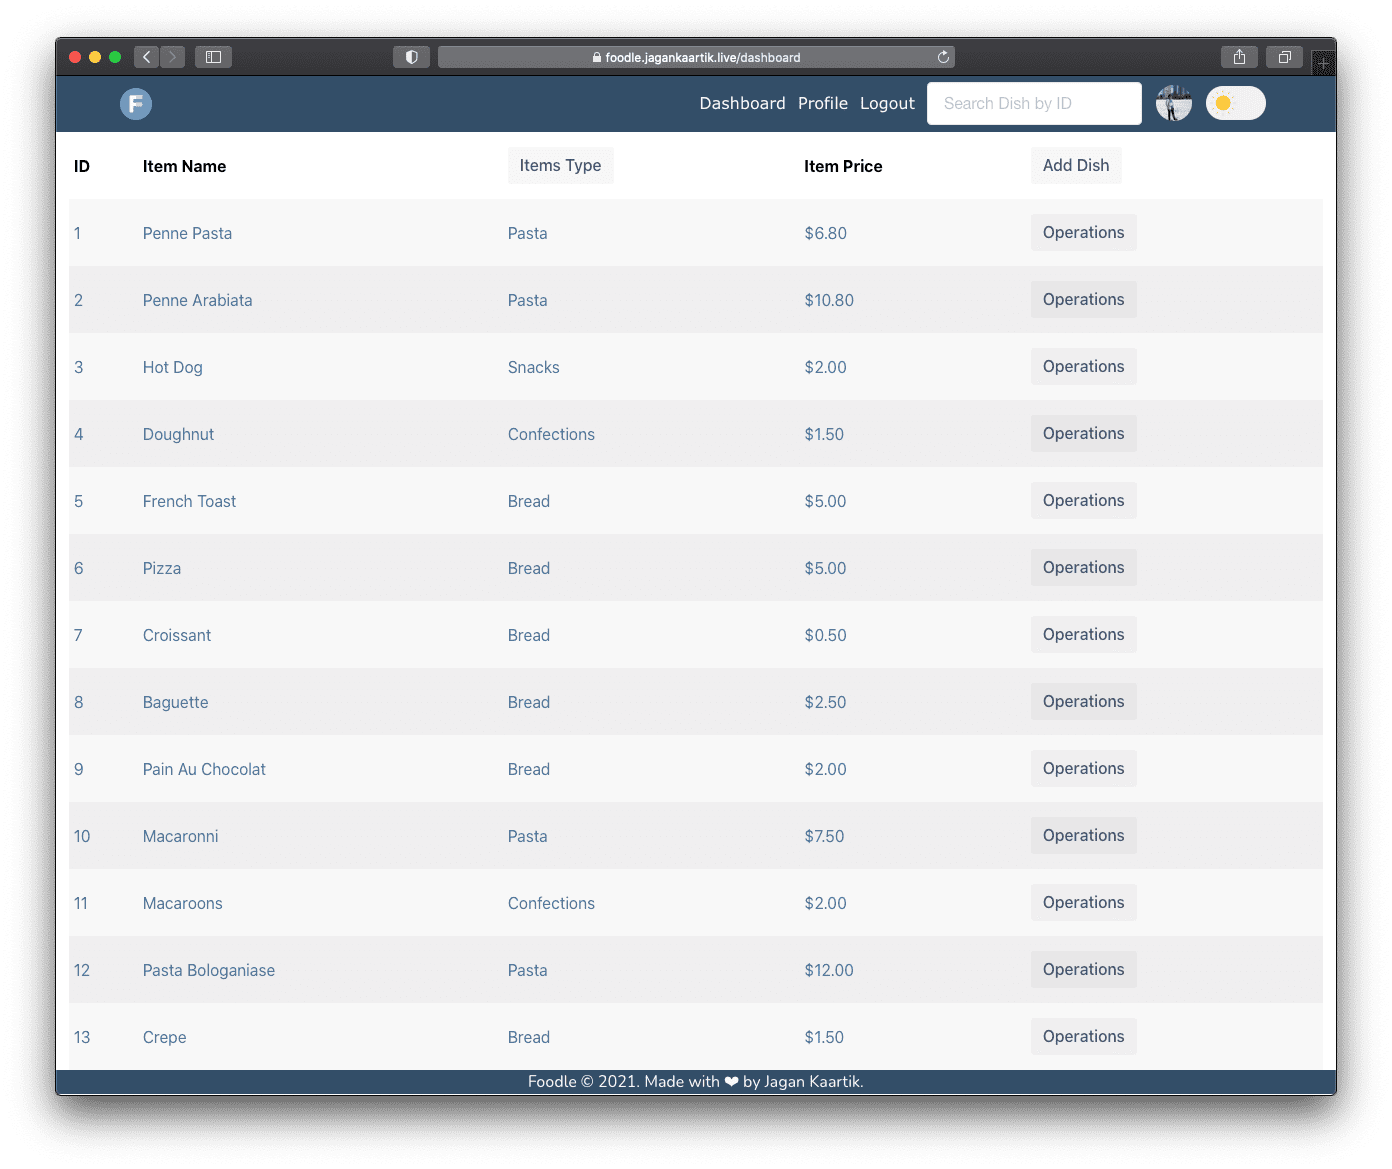 foodle.jagankaartik.live/dashboard
F Dashboard Profile Logout Search Dish by ID
ID Item Name Items Type Item Price Add Dish
1 Penne Pasta Pasta $6.80 Operations
2 Penne Arabiata Pasta $10.80 Operations
3 Hot Dog Snacks $2.00 Operations
4 Doughnut Confections $1.50 Operations
5 French Toast Bread $5.00 Operations
6 Pizza Bread $5.00 Operations
7 Croissant Bread $0.50 Operations
8 Baguette Bread $2.50 Operations
9 Pain Au Chocolat Bread $2.00 Operations
10 Macaronni Pasta $7.50 Operations
11 Macaroons Confections $2.00 Operations
12 Pasta Bologaniase Pasta $12.00 Operations
13 Crepe Bread $1.50 Operations
Foodle © 2021. Made with ❤ by Jagan Kaartik.